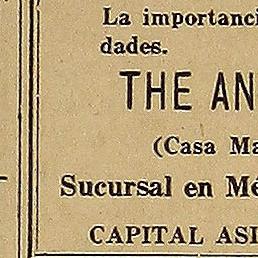 La importanci
dades.
THE AN
(Casa Ma
Sucursal en Mé
CAPITAL ASI